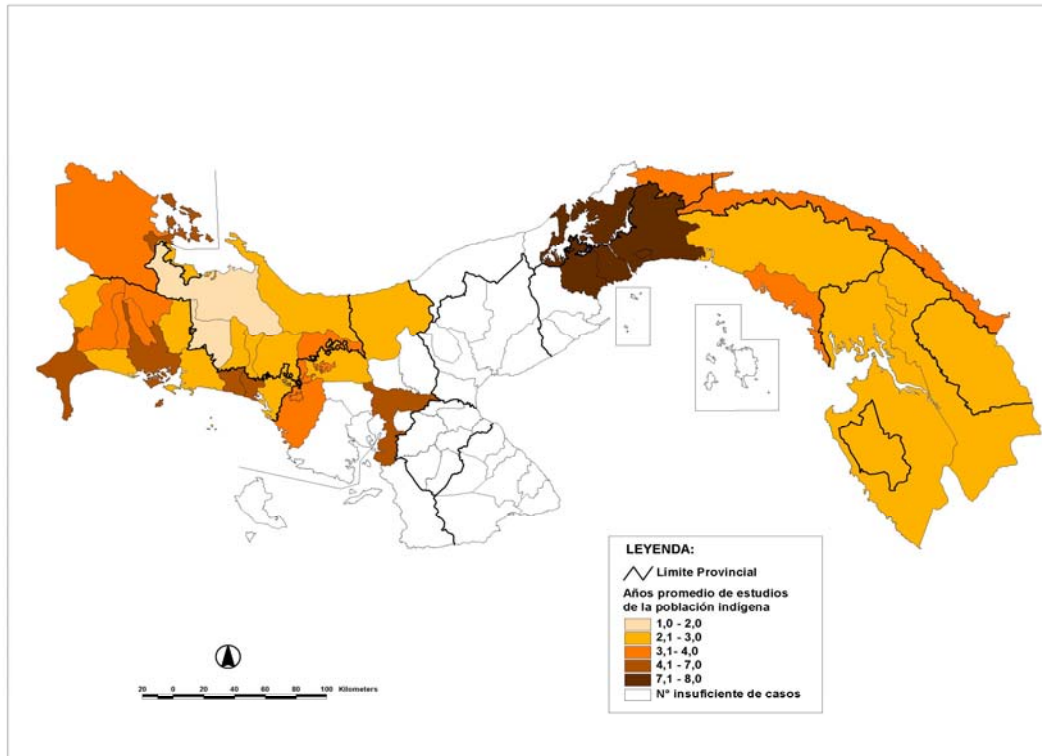 LEYENDA:
Límite Provincial
Años promedio de estudios
de la población indígena
1,0 - 2,0
2,1 - 3,0
3,1- 4,0
4,1 - 7,0
7,1 - 8,0
N° insuficiente de casos
20 0 20 40 60 80 100 Kilometers